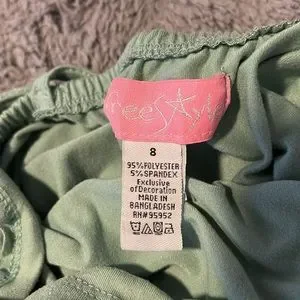 8
95%POLYESTER
5%SPANDEX
Exclusive
of Decoration
MADE IN
BANGLADESH
RN#95952